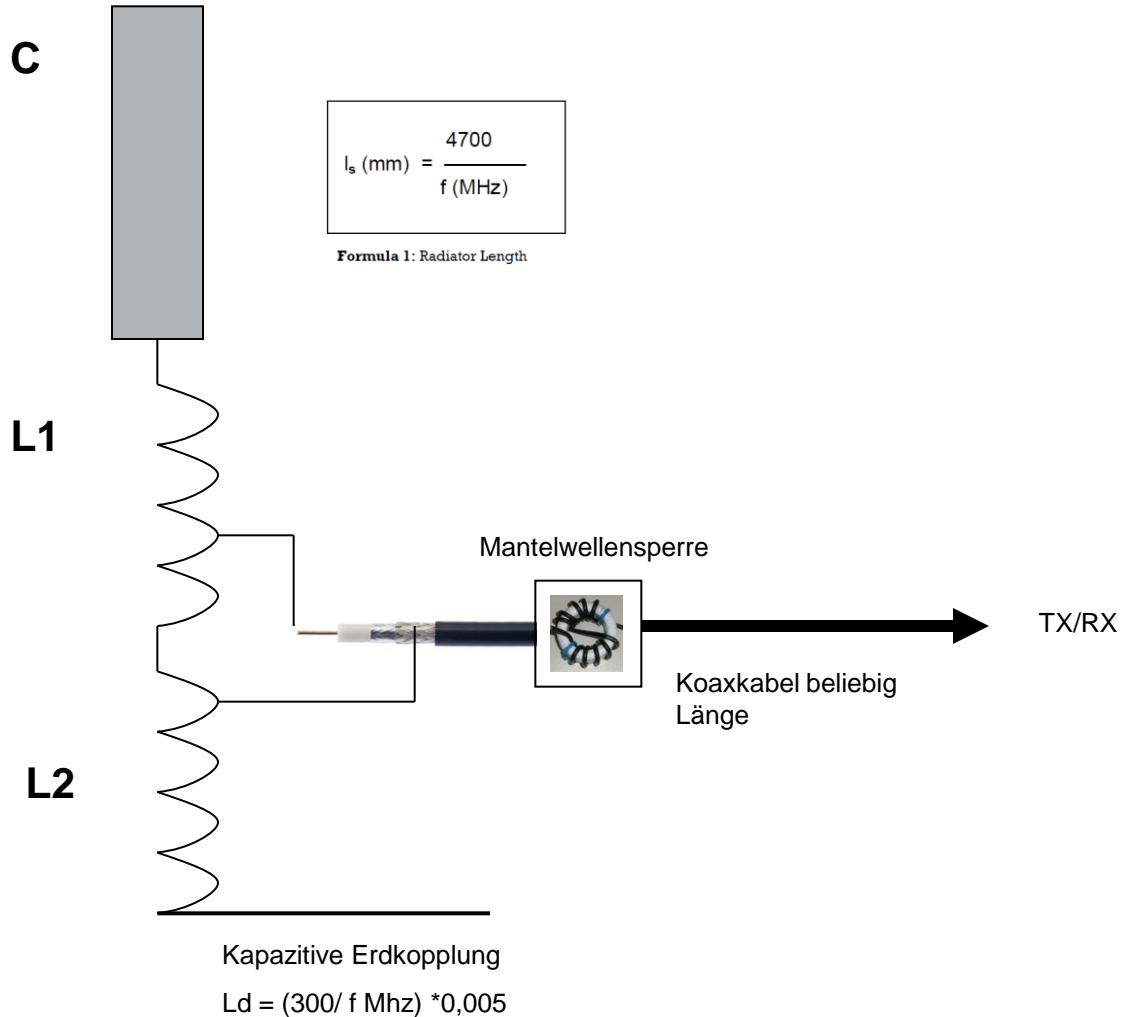 C
4700
lₛ (mm) =
f (MHz)
Formula 1: Radiator Length
L1
Mantelwellensperre
TX/RX
Koaxkabel beliebig
Länge
L2
Kapazitive Erdkopplung
Ld = (300/ f Mhz) *0,005